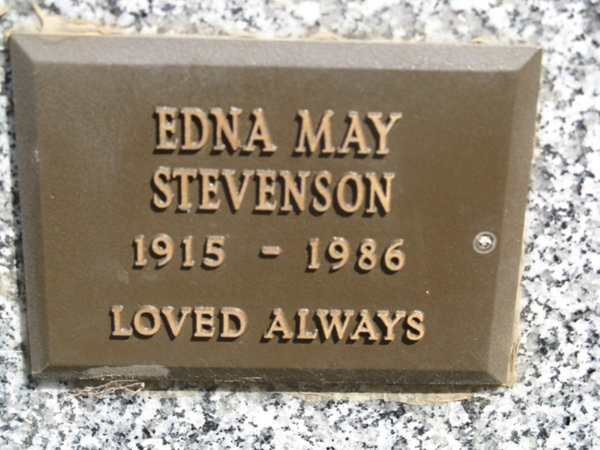 EDNA MAY
STEVENSON
1915 - 1986
LOVED ALWAYS